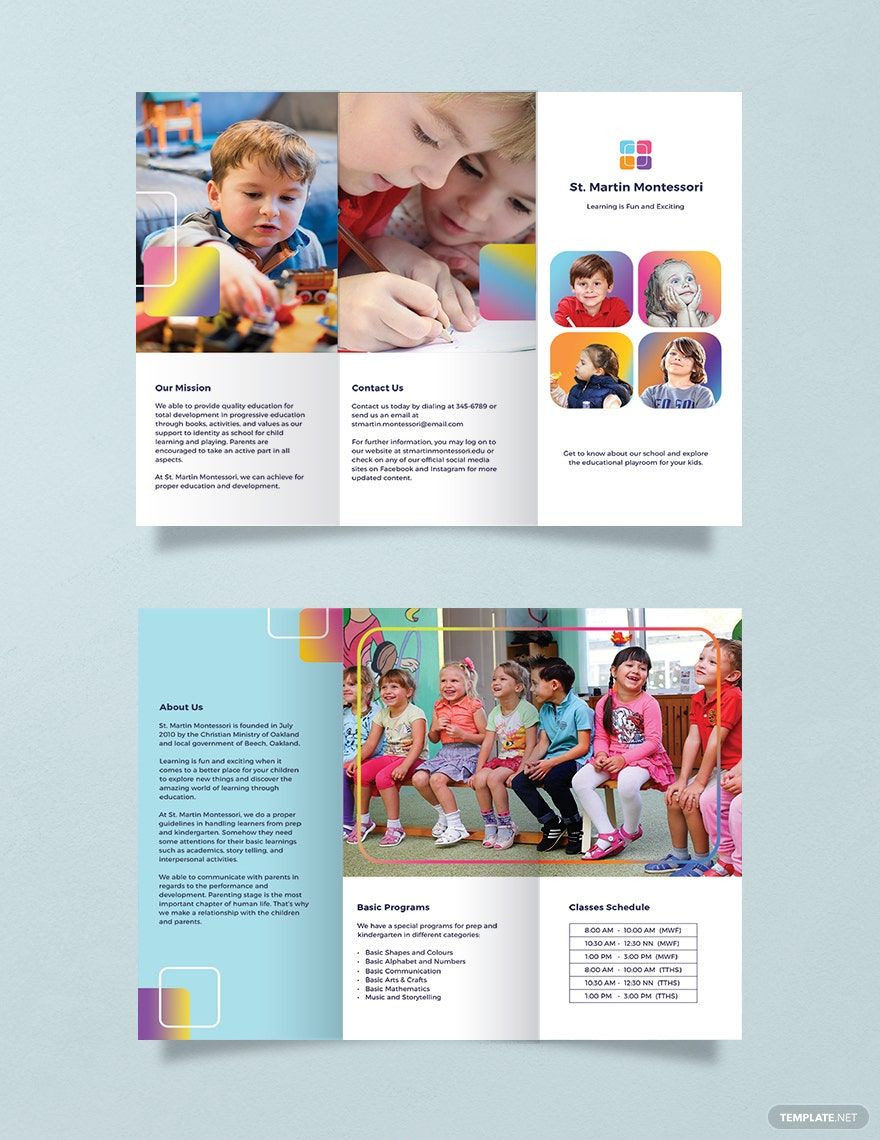 St. Martin Montessori
Learning is Fun and Exciting
Our Mission
We able to provide quality education for
total development in progressive education
through books, activities, and values as our
support to identity as school for child
learning and playing. Parents are
encouraged to take an active part in all
aspects.
At St. Martin Montessori, we can achieve for
proper education and development.
Contact Us
Contact us today by dialing at 345-6789 or
send us an email at
stmartin.montessori@email.com
For further information, you may log on to
our website at stmartinmontessori.edu or
check on any of our official social media
sites on Facebook and Instagram for more
updated content.
Get to know about our school and explore
the educational playroom for your kids.
About Us
St. Martin Montessori is founded in July
2010 by the Christian Ministry of Oakland
and local government of Beech, Oakland.
Learning is fun and exciting when it
comes to a better place for your children
to explore new things and discover the
amazing world of learning through
education.
At St. Martin Montessori, we do a proper
guidelines in handling learners from prep
and kindergarten. Somehow they need
some attentions for their basic learnings
such as academics, story telling, and
interpersonal activities.
We able to communicate with parents in
regards to the performance and
development. Parenting stage is the most
important chapter of human life. That's why
we make a relationship with the children
and parents.
Basic Programs
We have a special programs for prep and
kindergarten in different categories:
• Basic Shapes and Colours
• Basic Alphabet and Numbers
• Basic Communication
• Basic Arts & Crafts
• Basic Mathematics
• Music and Storytelling
Classes Schedule
8:00 AM - 10:00 AM (MWF)
10:30 AM - 12:30 NN (MWF)
1:00 PM - 3:00 PM (MWF)
8:00 AM - 10:00 AM (TTHS)
10:30 AM - 12:30 NN (TTHS)
1:00 PM - 3:00 PM (TTHS)
TEMPLATE.NET